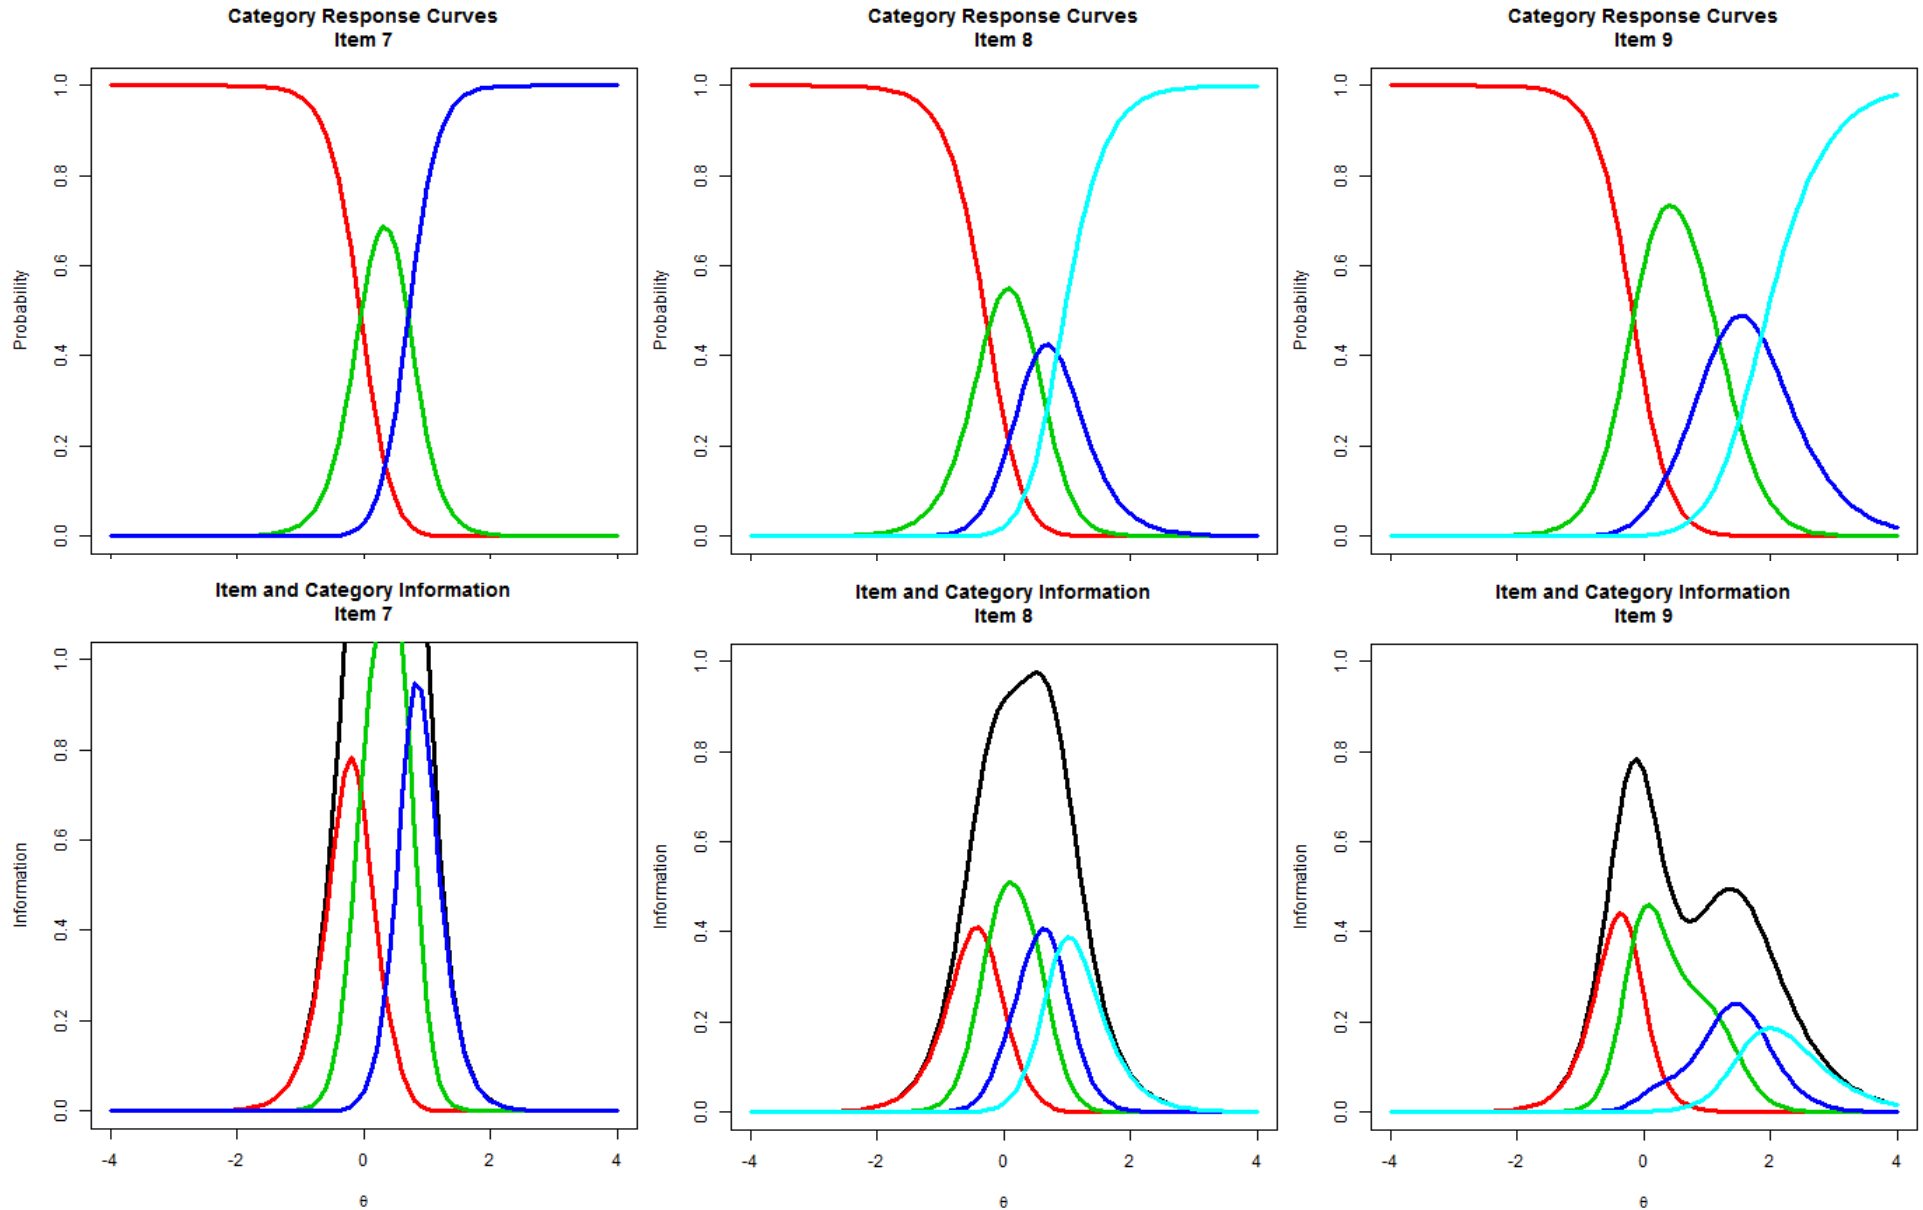 Category Response Curves
Item 7
Probability
1.0
0.8
0.6
0.4
0.2
0.0
Category Response Curves
Item 8
Probability
1.0
0.8
0.6
0.4
0.2
0.0
Category Response Curves
Item 9
Probability
1.0
0.8
0.6
0.4
0.2
0.0
Item and Category Information
Item 7
Information
1.0
0.8
0.6
0.4
0.2
0.0
-4 -2 0 2 4
θ
Item and Category Information
Item 8
Information
1.0
0.8
0.6
0.4
0.2
0.0
-4 -2 0 2 4
θ
Item and Category Information
Item 9
Information
1.0
0.8
0.6
0.4
0.2
0.0
-4 -2 0 2 4
θ